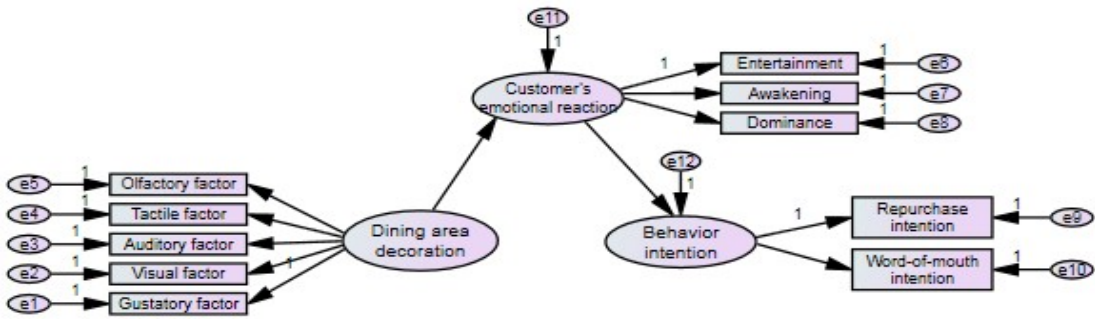 e11
1
1
Entertainment
1
e6
Customer's
emotional reaction
Awakening
1
e7
Dominance
1
e8
e12
1
e5
1
Olfactory factor
e4
1
Tactile factor
e3
1
Auditory factor
e2
1
Visual factor
e1
1
Gustatory factor
1
Dining area
decoration
Behavior
intention
1
Repurchase
intention
1
e9
Word-of-mouth
intention
1
e10